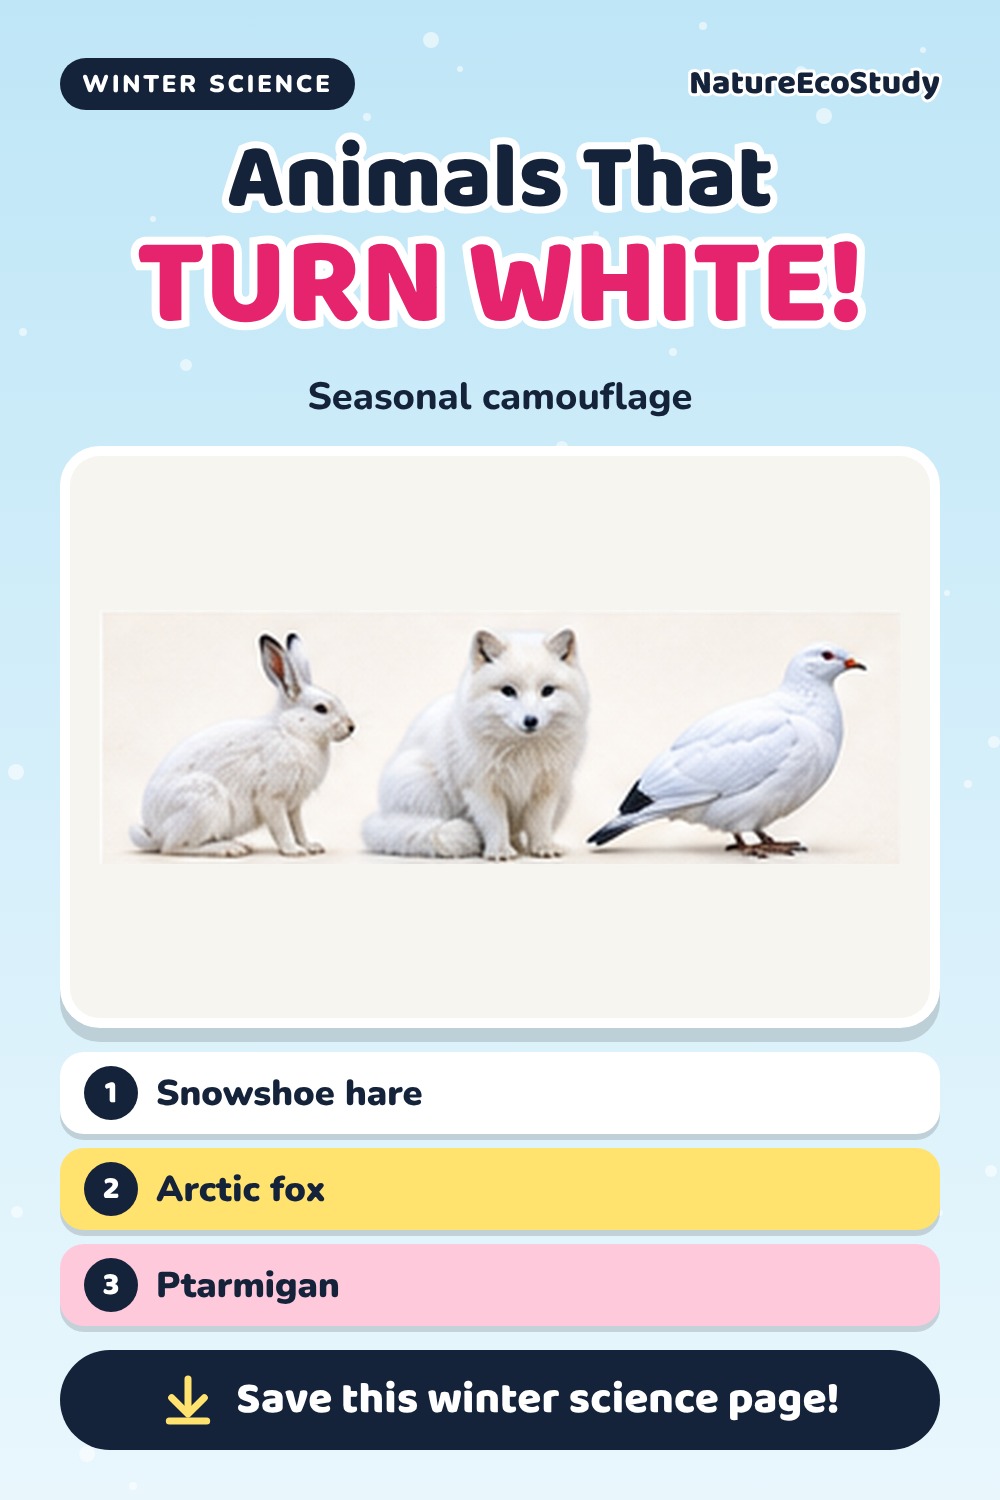 WINTER SCIENCE
NatureEcoStudy
Animals That
TURN WHITE!
Seasonal camouflage
1 Snowshoe hare
2 Arctic fox
3 Ptarmigan
Save this winter science page!